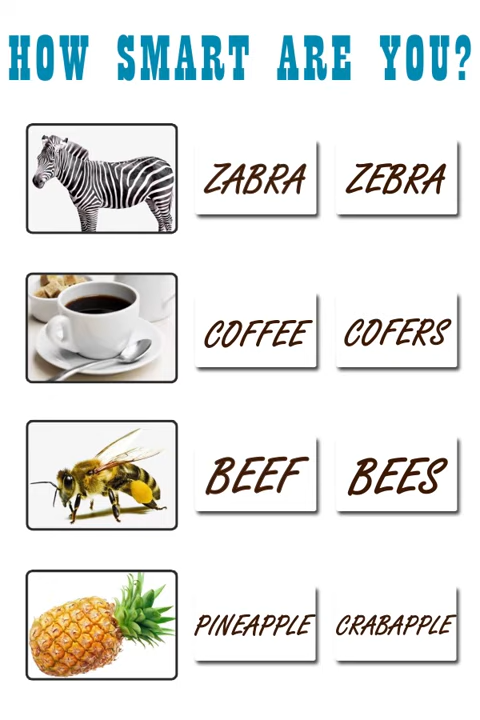 HOW SMART ARE YOU?
ZABRA ZEBRA
COFFEE COFERS
BEEF BEES
PINEAPPLE CRABAPPLE